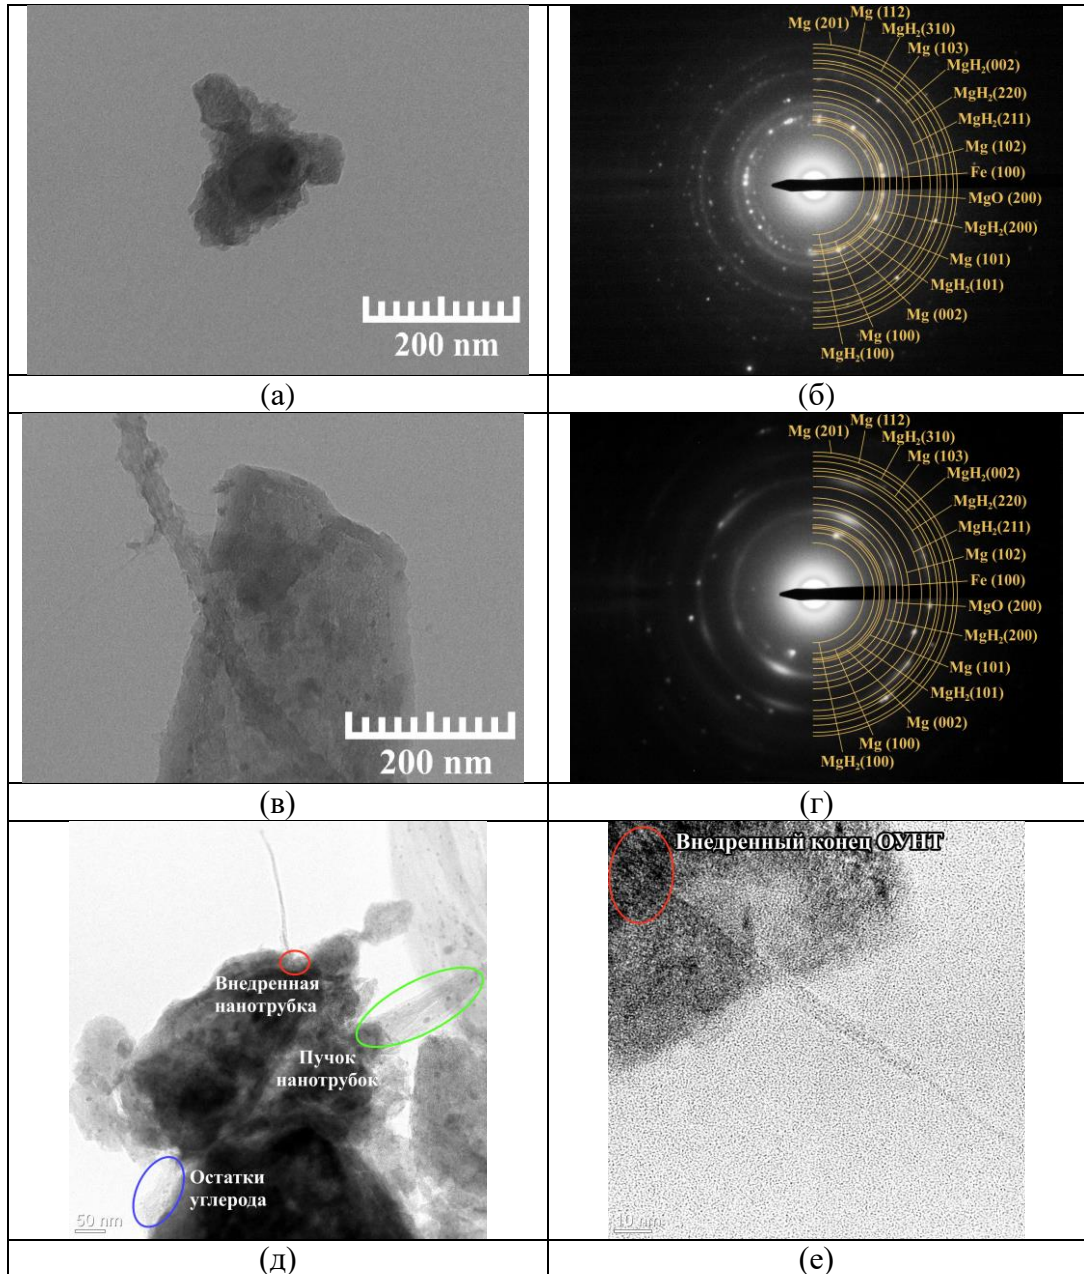 200 nm
Mg (201)
Mg (112)
MgH₂(310)
Mg (103)
MgH₂(002)
MgH₂(220)
MgH₂(211)
Mg (102)
Fe (100)
MgO (200)
MgH₂(200)
Mg (101)
MgH₂(101)
Mg (002)
Mg (100)
MgH₂(100)
(а)
(б)
200 nm
Mg (201)
Mg (112)
MgH₂(310)
Mg (103)
MgH₂(002)
MgH₂(220)
MgH₂(211)
Mg (102)
Fe (100)
MgO (200)
MgH₂(200)
Mg (101)
MgH₂(101)
Mg (002)
Mg (100)
MgH₂(100)
(в)
(г)
Внедренная
нанотрубка
Пучок
нанотрубок
Остатки
углерода
50 nm
Внедренный конец ОУНТ
10 nm
(д)
(е)